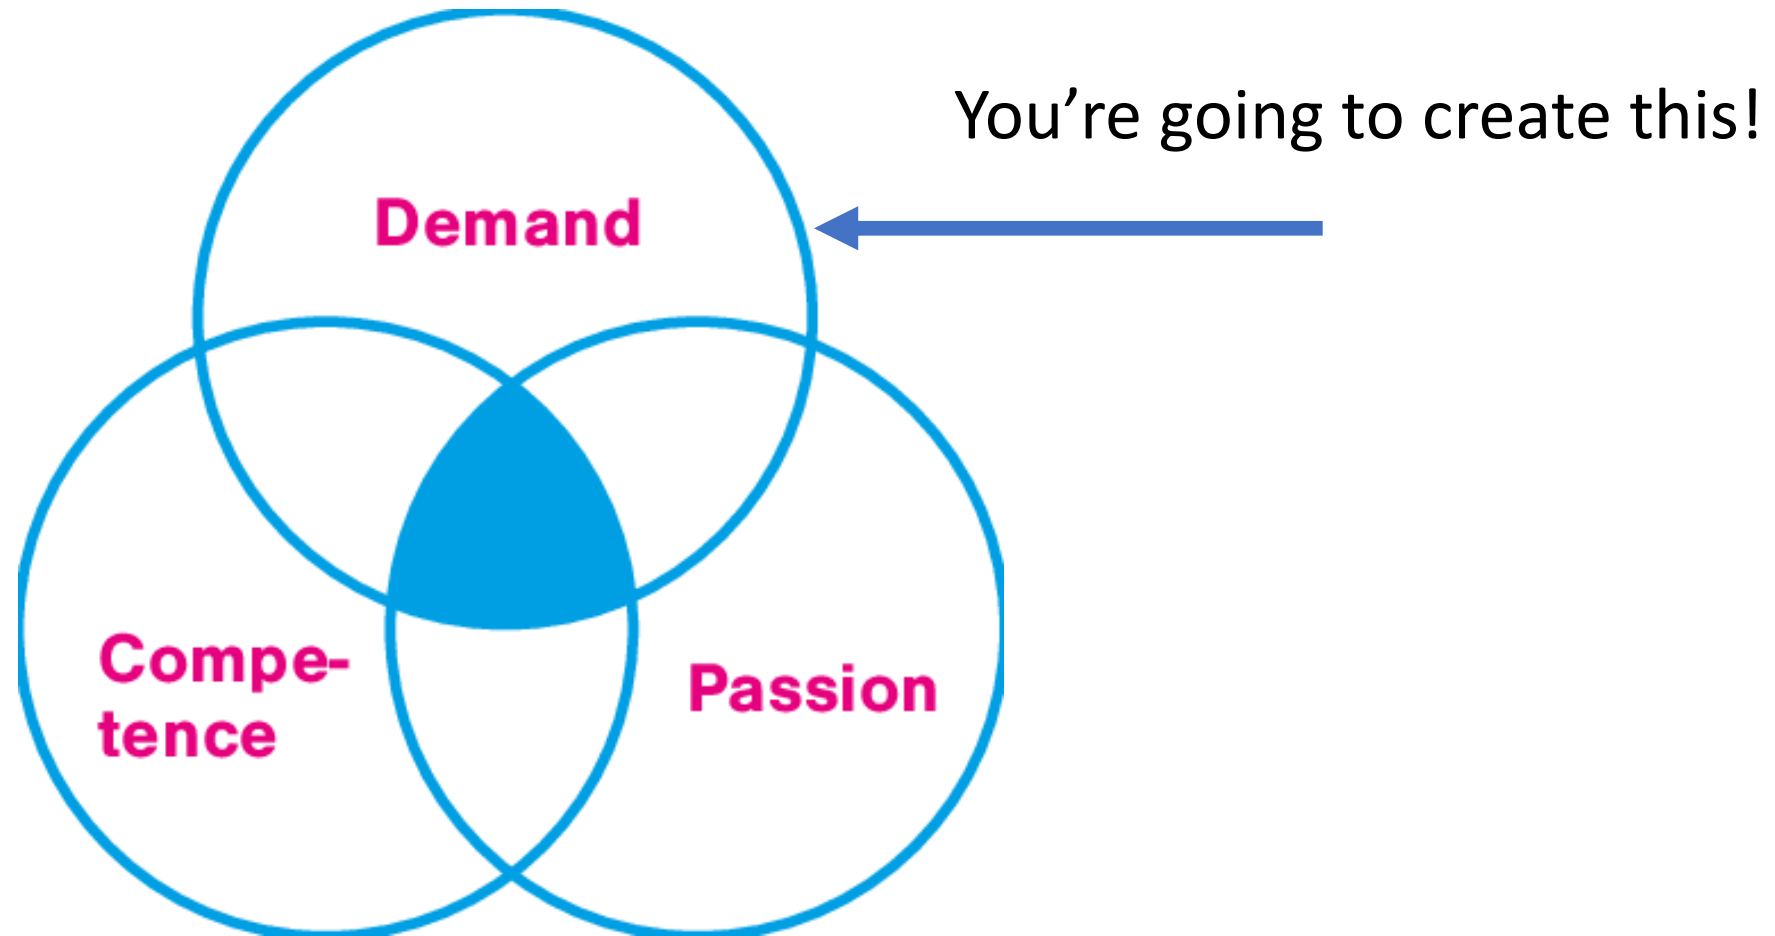 You’re going to create this!
Demand
Compe-
tence
Passion